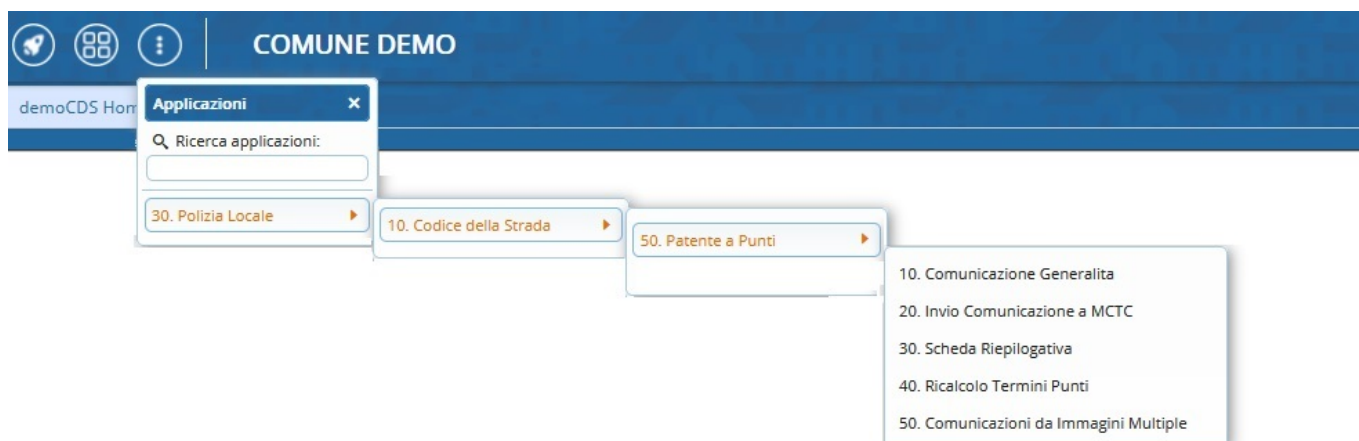 COMUNE DEMO
demoCDS Hom
Applicazioni ×
Ricerca applicazioni:
30. Polizia Locale
10. Codice della Strada
50. Patente a Punti
10. Comunicazione Generalita
20. Invio Comunicazione a MCTC
30. Scheda Riepilogativa
40. Ricalcolo Termini Punti
50. Comunicazioni da Immagini Multiple